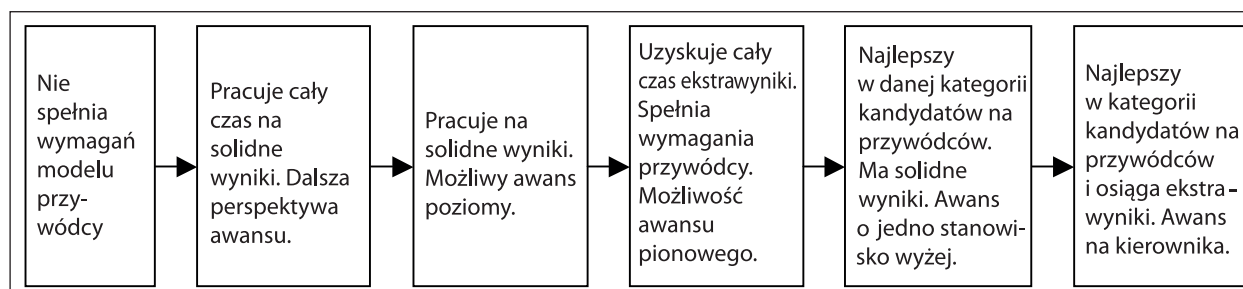 Nie
spełnia
wymagań
modelu
przy-
wódcy
Pracuje cały
czas na
solidne
wyniki. Dalsza
perspektywa
awansu.
Pracuje na
solidne wyniki.
Możliwy awans
poziomy.
Uzyskuje cały
czas ekstrawyniki.
Spełnia
wymagania
przywódcy.
Możliwość
awansu
pionowego.
Najlepszy
w danej kategorii
kandydatów na
przywódców.
Ma solidne
wyniki. Awans
o jedno stanowi-
sko wyżej.
Najlepszy
w kategorii
kandydatów na
przywódców
i osiąga ekstra-
wyniki. Awans
na kierownika.